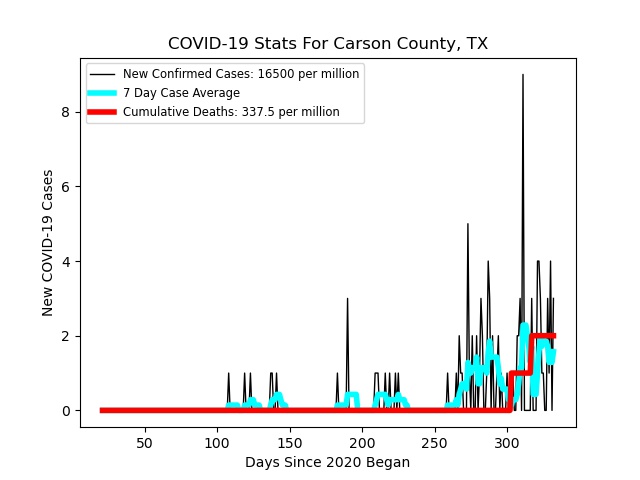 COVID-19 Stats For Carson County, TX
New Confirmed Cases: 16500 per million
7 Day Case Average
Cumulative Deaths: 337.5 per million
New COVID-19 Cases
8
6
4
2
0
50 100 150 200 250 300
Days Since 2020 Began